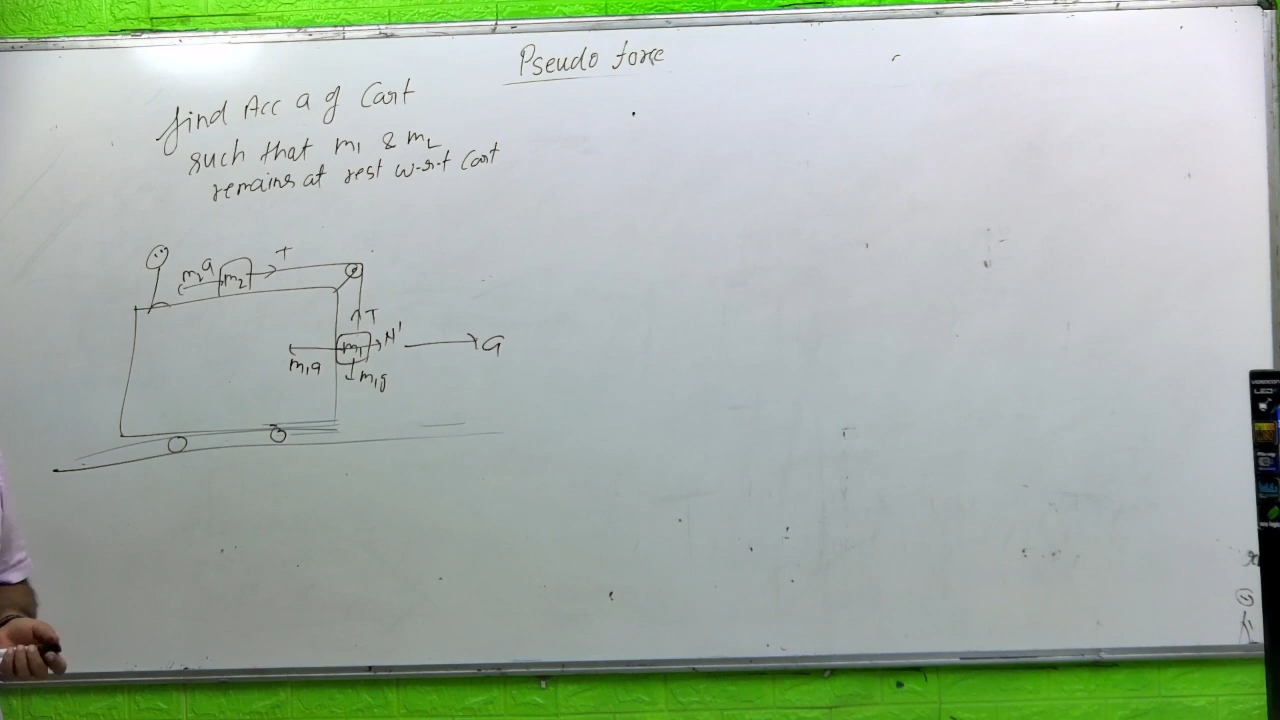 Pseudo force
find Acc a of Cart
such that m1 & m2
remains at rest w.r.t Cart
m2a m2 T
T
m1a m1 N' a
m1g